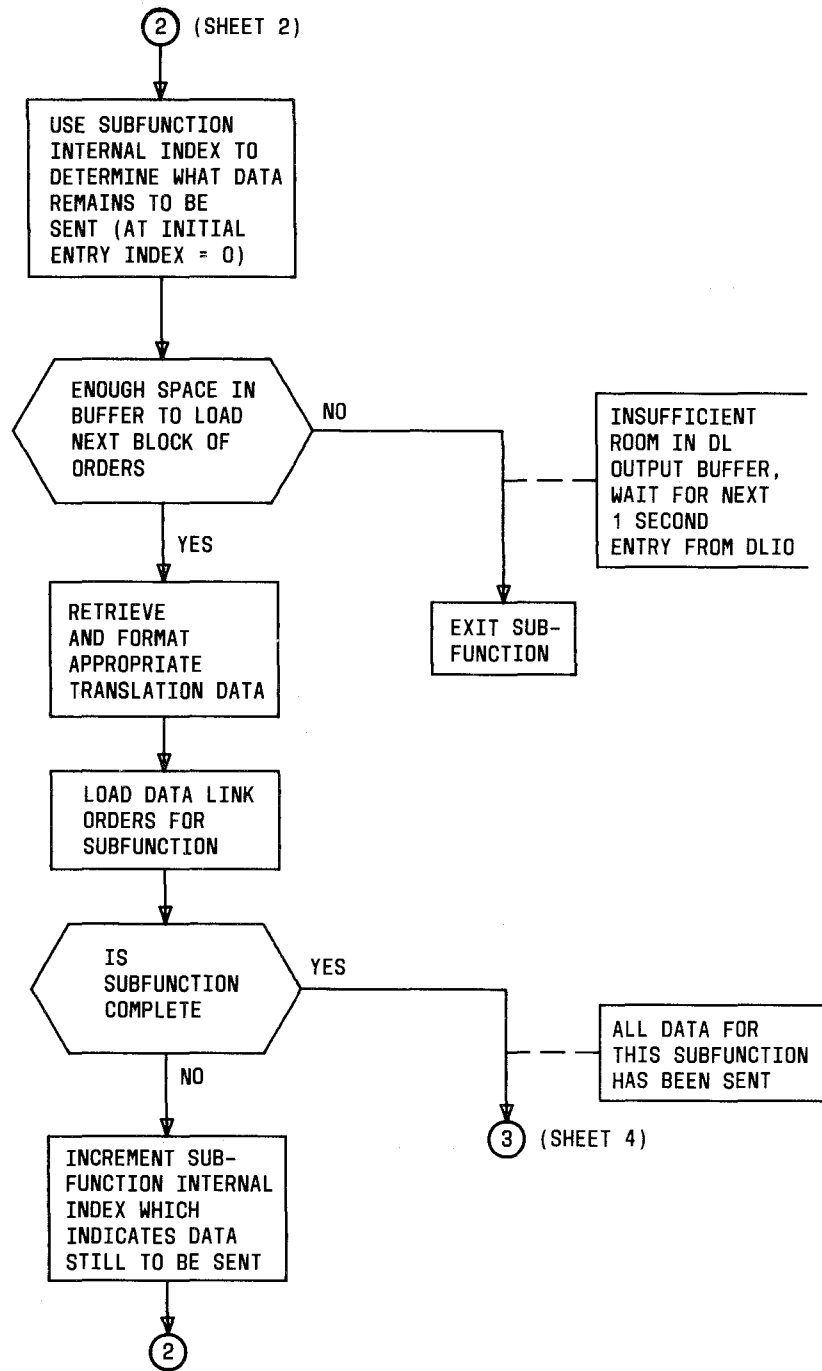 2 (SHEET 2)
USE SUBFUNCTION
INTERNAL INDEX TO
DETERMINE WHAT DATA
REMAINS TO BE
SENT (AT INITIAL
ENTRY INDEX = 0)
ENOUGH SPACE IN
BUFFER TO LOAD
NEXT BLOCK OF
ORDERS
NO
INSUFFICIENT
ROOM IN DL
OUTPUT BUFFER,
WAIT FOR NEXT
1 SECOND
ENTRY FROM DLIO
YES
EXIT SUB-
FUNCTION
RETRIEVE
AND FORMAT
APPROPRIATE
TRANSLATION DATA
LOAD DATA LINK
ORDERS FOR
SUBFUNCTION
IS
SUBFUNCTION
COMPLETE
YES
ALL DATA FOR
THIS SUBFUNCTION
HAS BEEN SENT
NO
3 (SHEET 4)
INCREMENT SUB-
FUNCTION INTERNAL
INDEX WHICH
INDICATES DATA
STILL TO BE SENT
2